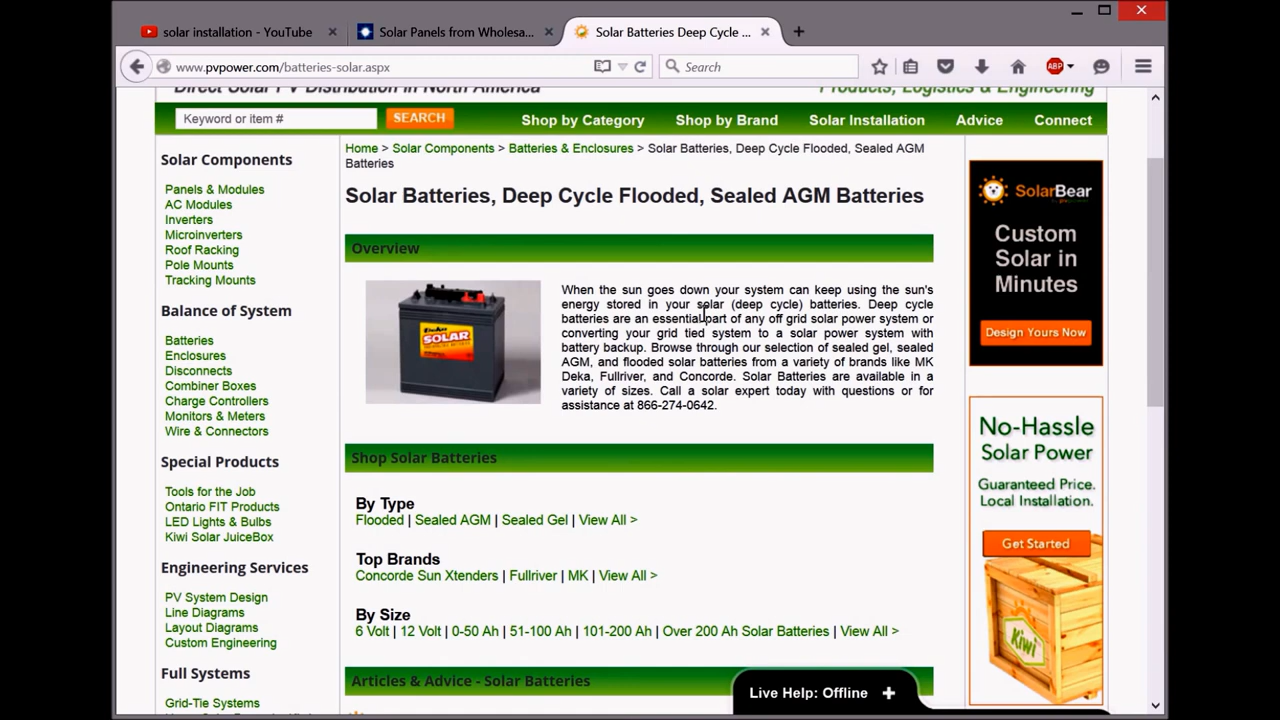 solar installation - YouTube
Solar Panels from Wholesa...
Solar Batteries Deep Cycle ...
www.pvpower.com/batteries-solar.aspx
Search
ABP
Direct Solar PV Distribution in North America
Products, Logistics & Engineering
Keyword or item #
SEARCH
Shop by Category
Shop by Brand
Solar Installation
Advice
Connect
Solar Components
Panels & Modules
AC Modules
Inverters
Microinverters
Roof Racking
Pole Mounts
Tracking Mounts
Balance of System
Batteries
Enclosures
Disconnects
Combiner Boxes
Charge Controllers
Monitors & Meters
Wire & Connectors
Special Products
Tools for the Job
Ontario FIT Products
LED Lights & Bulbs
Kiwi Solar JuiceBox
Engineering Services
PV System Design
Line Diagrams
Layout Diagrams
Custom Engineering
Full Systems
Grid-Tie Systems
Home > Solar Components > Batteries & Enclosures > Solar Batteries, Deep Cycle Flooded, Sealed AGM
Batteries
Solar Batteries, Deep Cycle Flooded, Sealed AGM Batteries
Overview
Deka
SOLAR
When the sun goes down your system can keep using the sun's
energy stored in your solar (deep cycle) batteries. Deep cycle
batteries are an essential part of any off grid solar power system or
converting your grid tied system to a solar power system with
battery backup. Browse through our selection of sealed gel, sealed
AGM, and flooded solar batteries from a variety of brands like MK
Deka, Fullriver, and Concorde. Solar Batteries are available in a
variety of sizes. Call a solar expert today with questions or for
assistance at 866-274-0642.
Shop Solar Batteries
By Type
Flooded | Sealed AGM | Sealed Gel | View All >
Top Brands
Concorde Sun Xtenders | Fullriver | MK | View All >
By Size
6 Volt | 12 Volt | 0-50 Ah | 51-100 Ah | 101-200 Ah | Over 200 Ah Solar Batteries | View All >
Articles & Advice - Solar Batteries
SolarBear
Custom
Solar in
Minutes
Design Yours Now
No-Hassle
Solar Power
Guaranteed Price.
Local Installation.
Get Started
Kiwi
Live Help: Offline +